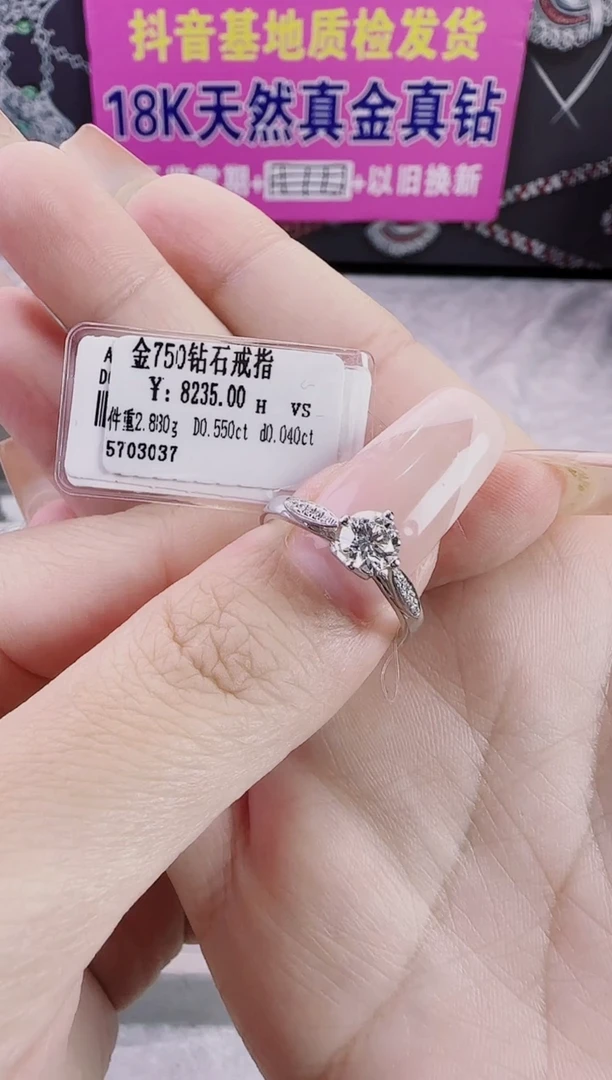 抖音基地质检发货
18K天然真金真钻
+以旧换新
金750钻石戒指
¥: 8235.00 H VS
件重2.880g D0.550ct d0.040ct
5703037